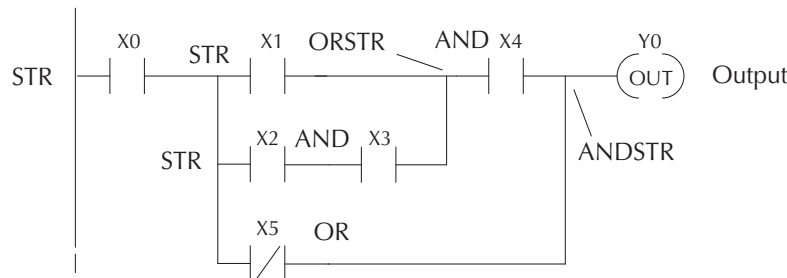 X0
STR
X1
ORSTR
AND
X4
Y0
STR
OUT
Output
X2
AND
X3
STR
ANDSTR
X5
OR